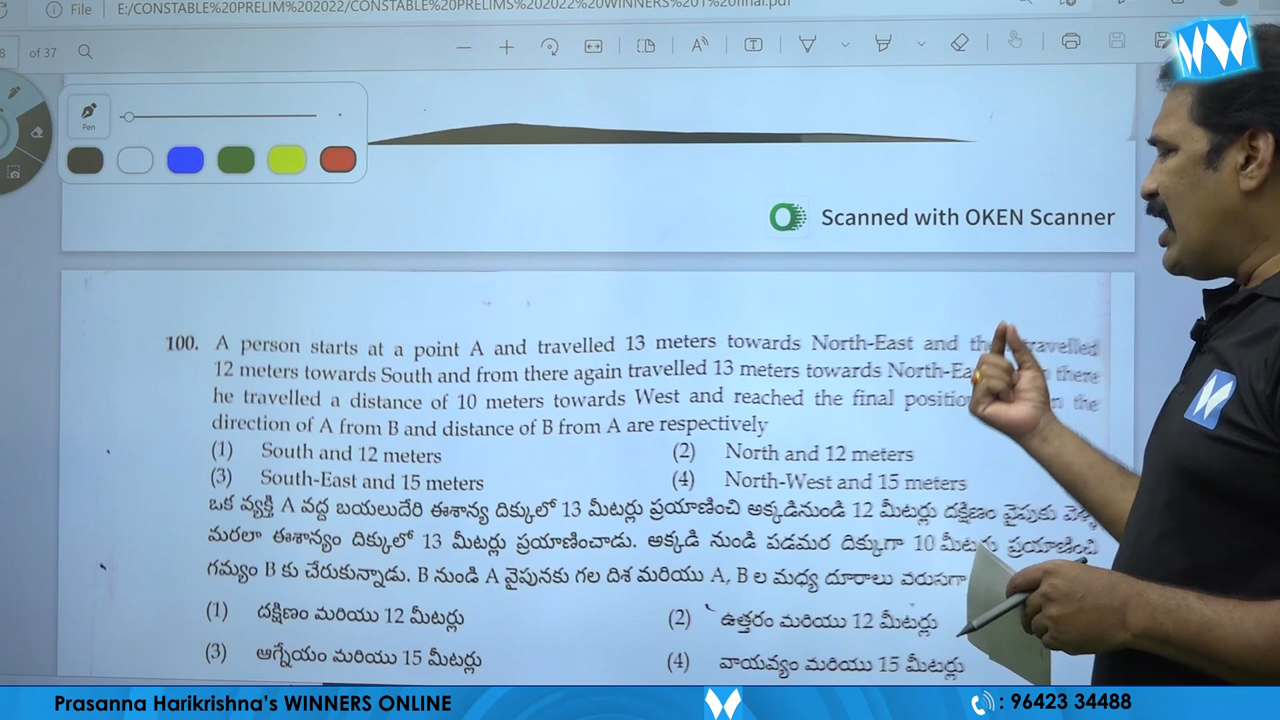 File
E:/CONSTABLE%20PRELIM%202022/CONSTABLE%20PRELIMS%202022%20WINNERS%201%20final.pdf
8 of 37
Pen
Scanned with OKEN Scanner
100. A person starts at a point A and travelled 13 meters towards North-East and travelled
12 meters towards South and from there again travelled 13 meters towards there
he travelled a distance of 10 meters towards West and reached the final the
direction of A from B and distance of B from A are respectively
(1) South and 12 meters (2) North and 12 meters
(3) South-East and 15 meters (4) North-West and 15 meters
ఒక వ్యక్తి A వద్ద బయలుదేరి ఈశాన్య దిక్కులో 13 మీటర్లు ప్రయాణించి అక్కడినుండి 12 మీటర్లు దక్షిణం వైపుకు
మరలా ఈశాన్యం దిక్కులో 13 మీటర్లు ప్రయాణించాడు. అక్కడి నుండి పడమర దిక్కుగా 10 మీటర్లు ప్రయాణించి
గమ్యం B కు చేరుకున్నాడు. B నుండి A వైపునకు గల దిశ మరియు A, B ల మధ్య దూరాలు వరుసగా
(1) దక్షిణం మరియు 12 మీటర్లు (2) ఉత్తరం మరియు 12 మీటర్లు
(3) ఆగ్నేయం మరియు 15 మీటర్లు (4) వాయవ్యం మరియు 15 మీటర్లు
Prasanna Harikrishna's WINNERS ONLINE : 96423 34488